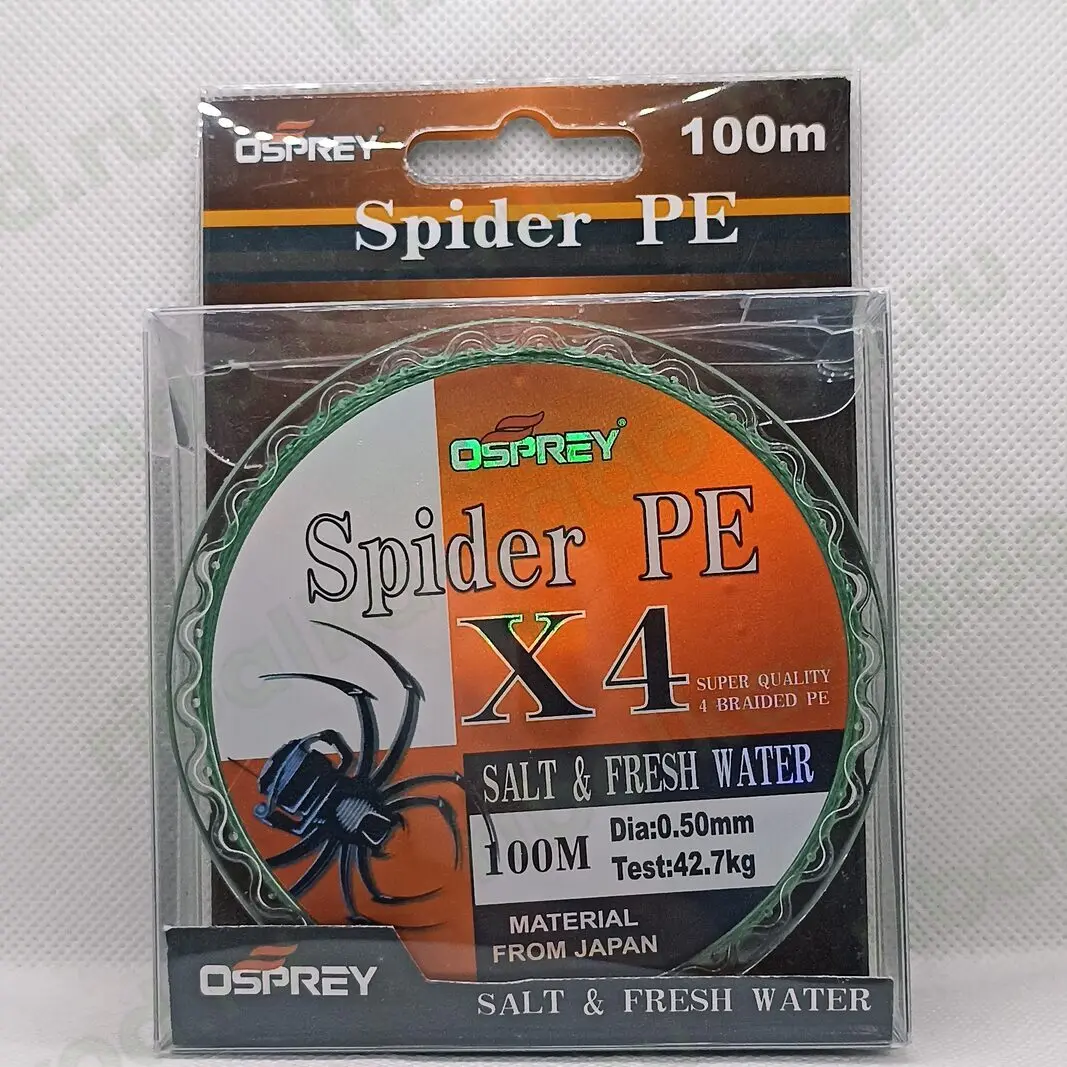 OSPREY
100m
Spider PE
OSPREY®
Spider PE
X4
SUPER QUALITY
4 BRAIDED PE
SALT & FRESH WATER
100M
Dia:0.50mm
Test:42.7kg
MATERIAL
FROM JAPAN
OSPREY
SALT & FRESH WATER